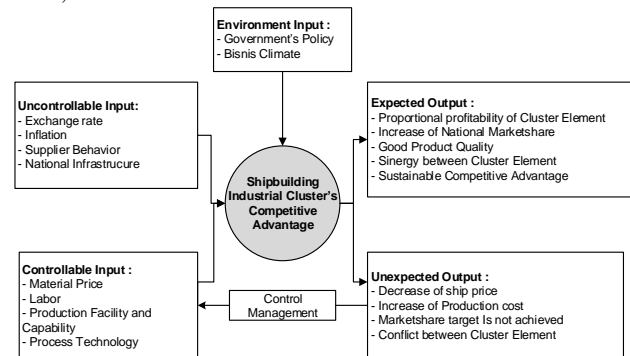 Environment Input :
- Government's Policy
- Bisnis Climate
Uncontrollable Input:
- Exchange rate
- Inflation
- Supplier Behavior
- National Infrastrucure
Expected Output :
- Proportional profitability of Cluster Element
- Increase of National Marketshare
- Good Product Quality
- Sinergy between Cluster Element
- Sustainable Competitive Advantage
Shipbuilding
Industrial Cluster's
Competitive
Advantage
Controllable Input :
- Material Price
- Labor
- Production Facility and
Capability
- Process Technology
Control
Management
Unexpected Output :
- Decrease of ship price
- Increase of Production cost
- Marketshare target Is not achieved
- Conflict between Cluster Element